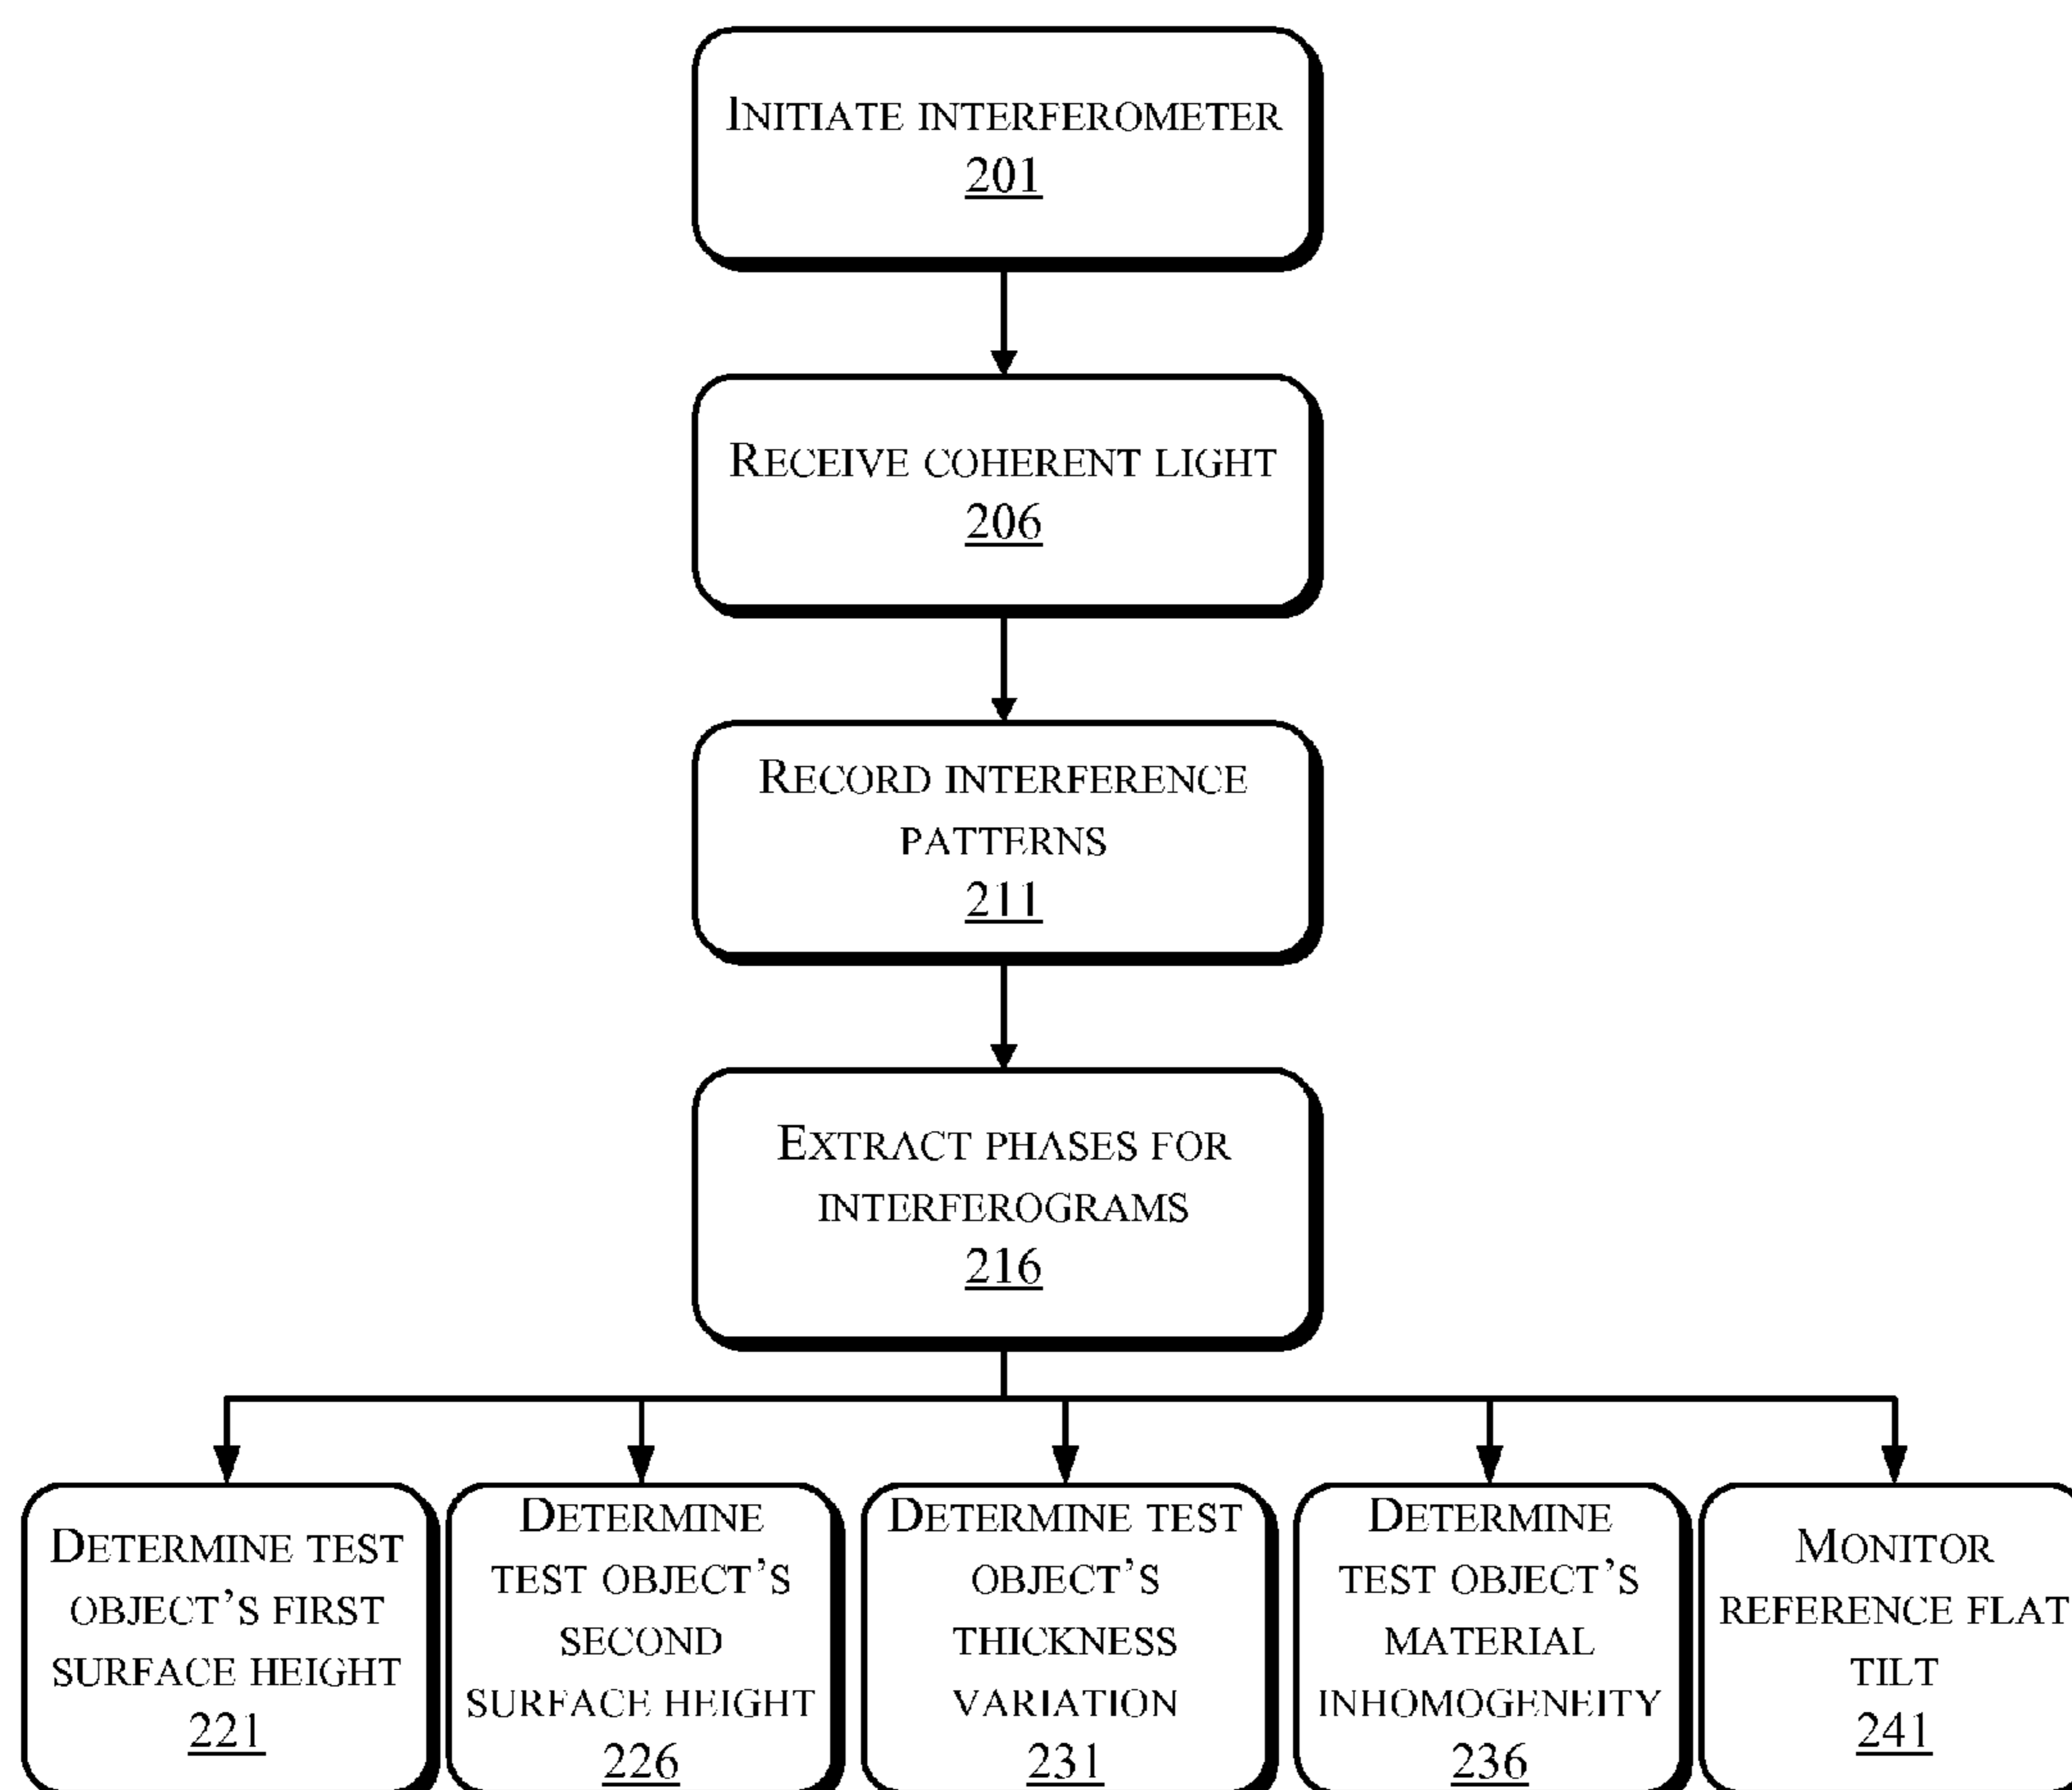 INITIATE INTERFEROMETER
201
RECEIVE COHERENT LIGHT
206
RECORD INTERFERENCE
PATTERNS
211
EXTRACT PHASES FOR
INTERFEROGRAMS
216
DETERMINE TEST
OBJECT'S FIRST
SURFACE HEIGHT
221
DETERMINE
TEST OBJECT'S
SECOND
SURFACE HEIGHT
226
DETERMINE TEST
OBJECT'S
THICKNESS
VARIATION
231
DETERMINE
TEST OBJECT'S
MATERIAL
INHOMOGENEITY
236
MONITOR
REFERENCE FLAT
TILT
241